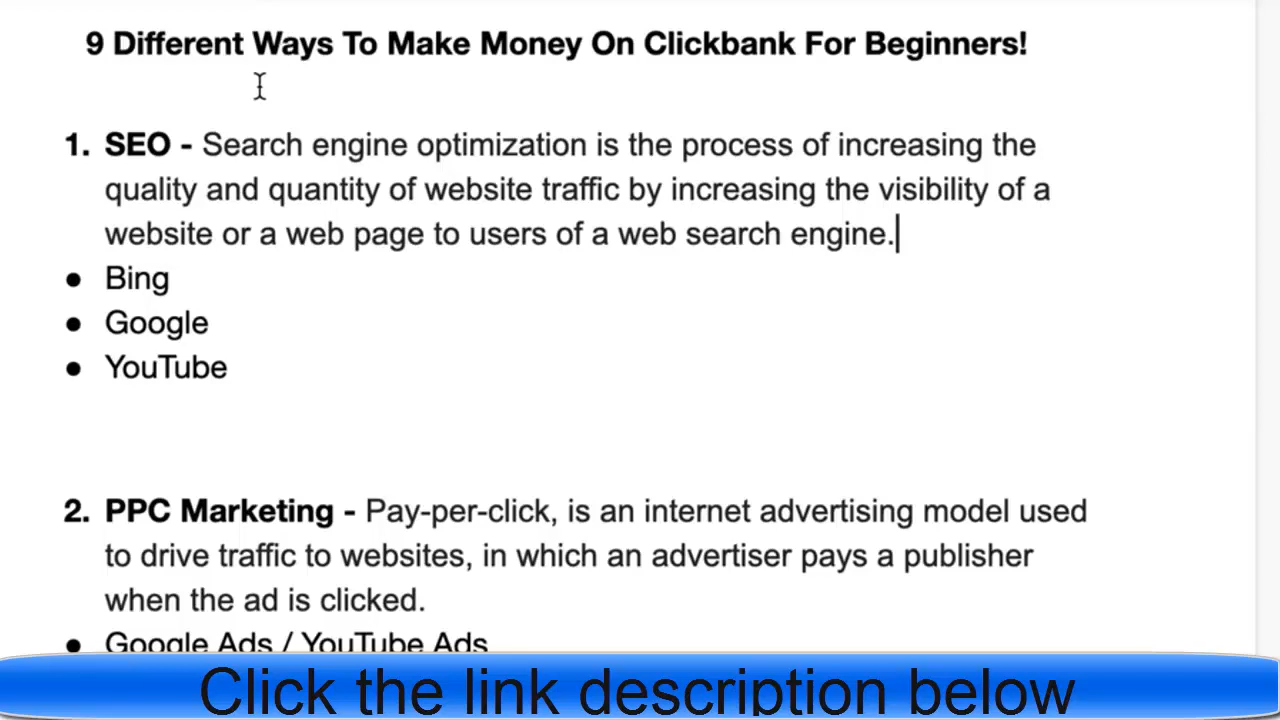 9 Different Ways To Make Money On Clickbank For Beginners!
1. SEO - Search engine optimization is the process of increasing the
quality and quantity of website traffic by increasing the visibility of a
website or a web page to users of a web search engine.
● Bing
● Google
● YouTube
2. PPC Marketing - Pay-per-click, is an internet advertising model used
to drive traffic to websites, in which an advertiser pays a publisher
when the ad is clicked.
● Google Ads / YouTube Ads
Click the link description below